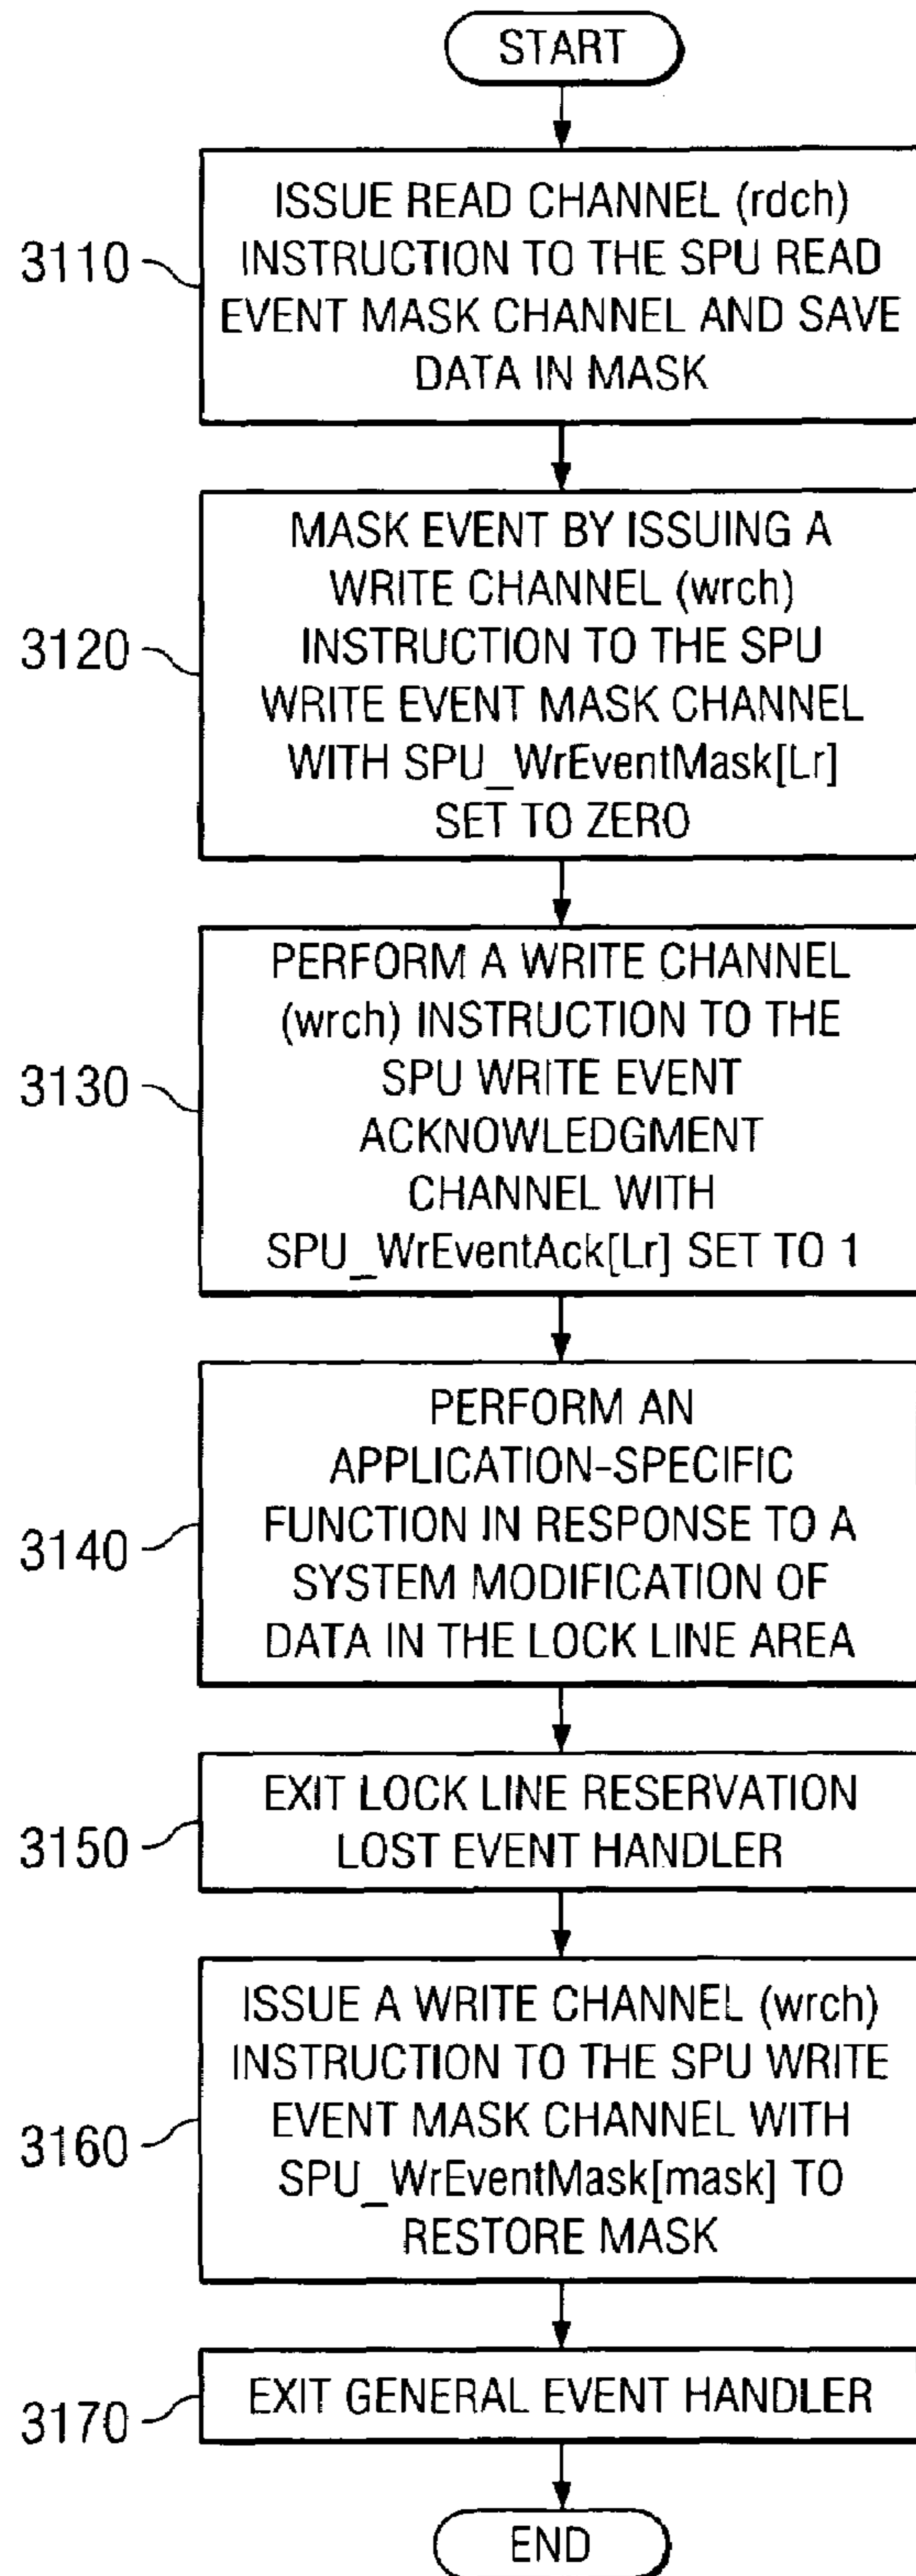 START
3110
ISSUE READ CHANNEL (rdch)
INSTRUCTION TO THE SPU READ
EVENT MASK CHANNEL AND SAVE
DATA IN MASK
3120
MASK EVENT BY ISSUING A
WRITE CHANNEL (wrch)
INSTRUCTION TO THE SPU
WRITE EVENT MASK CHANNEL
WITH SPU_WrEventMask[Lr]
SET TO ZERO
3130
PERFORM A WRITE CHANNEL
(wrch) INSTRUCTION TO THE
SPU WRITE EVENT
ACKNOWLEDGMENT
CHANNEL WITH
SPU_WrEventAck[Lr] SET TO 1
3140
PERFORM AN
APPLICATION-SPECIFIC
FUNCTION IN RESPONSE TO A
SYSTEM MODIFICATION OF
DATA IN THE LOCK LINE AREA
3150
EXIT LOCK LINE RESERVATION
LOST EVENT HANDLER
3160
ISSUE A WRITE CHANNEL (wrch)
INSTRUCTION TO THE SPU WRITE
EVENT MASK CHANNEL WITH
SPU_WrEventMask[mask] TO
RESTORE MASK
3170
EXIT GENERAL EVENT HANDLER
END